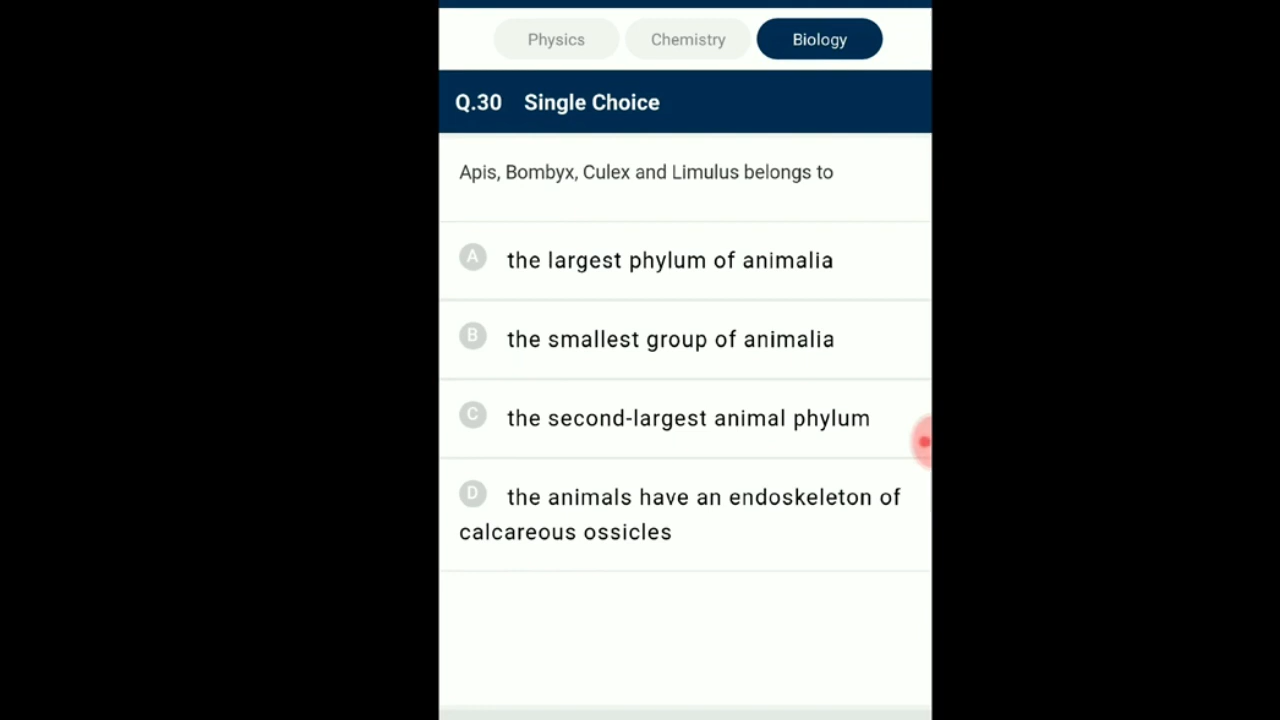 Physics Chemistry Biology
Q.30 Single Choice
Apis, Bombyx, Culex and Limulus belongs to
A the largest phylum of animalia
B the smallest group of animalia
C the second-largest animal phylum
D the animals have an endoskeleton of
calcareous ossicles